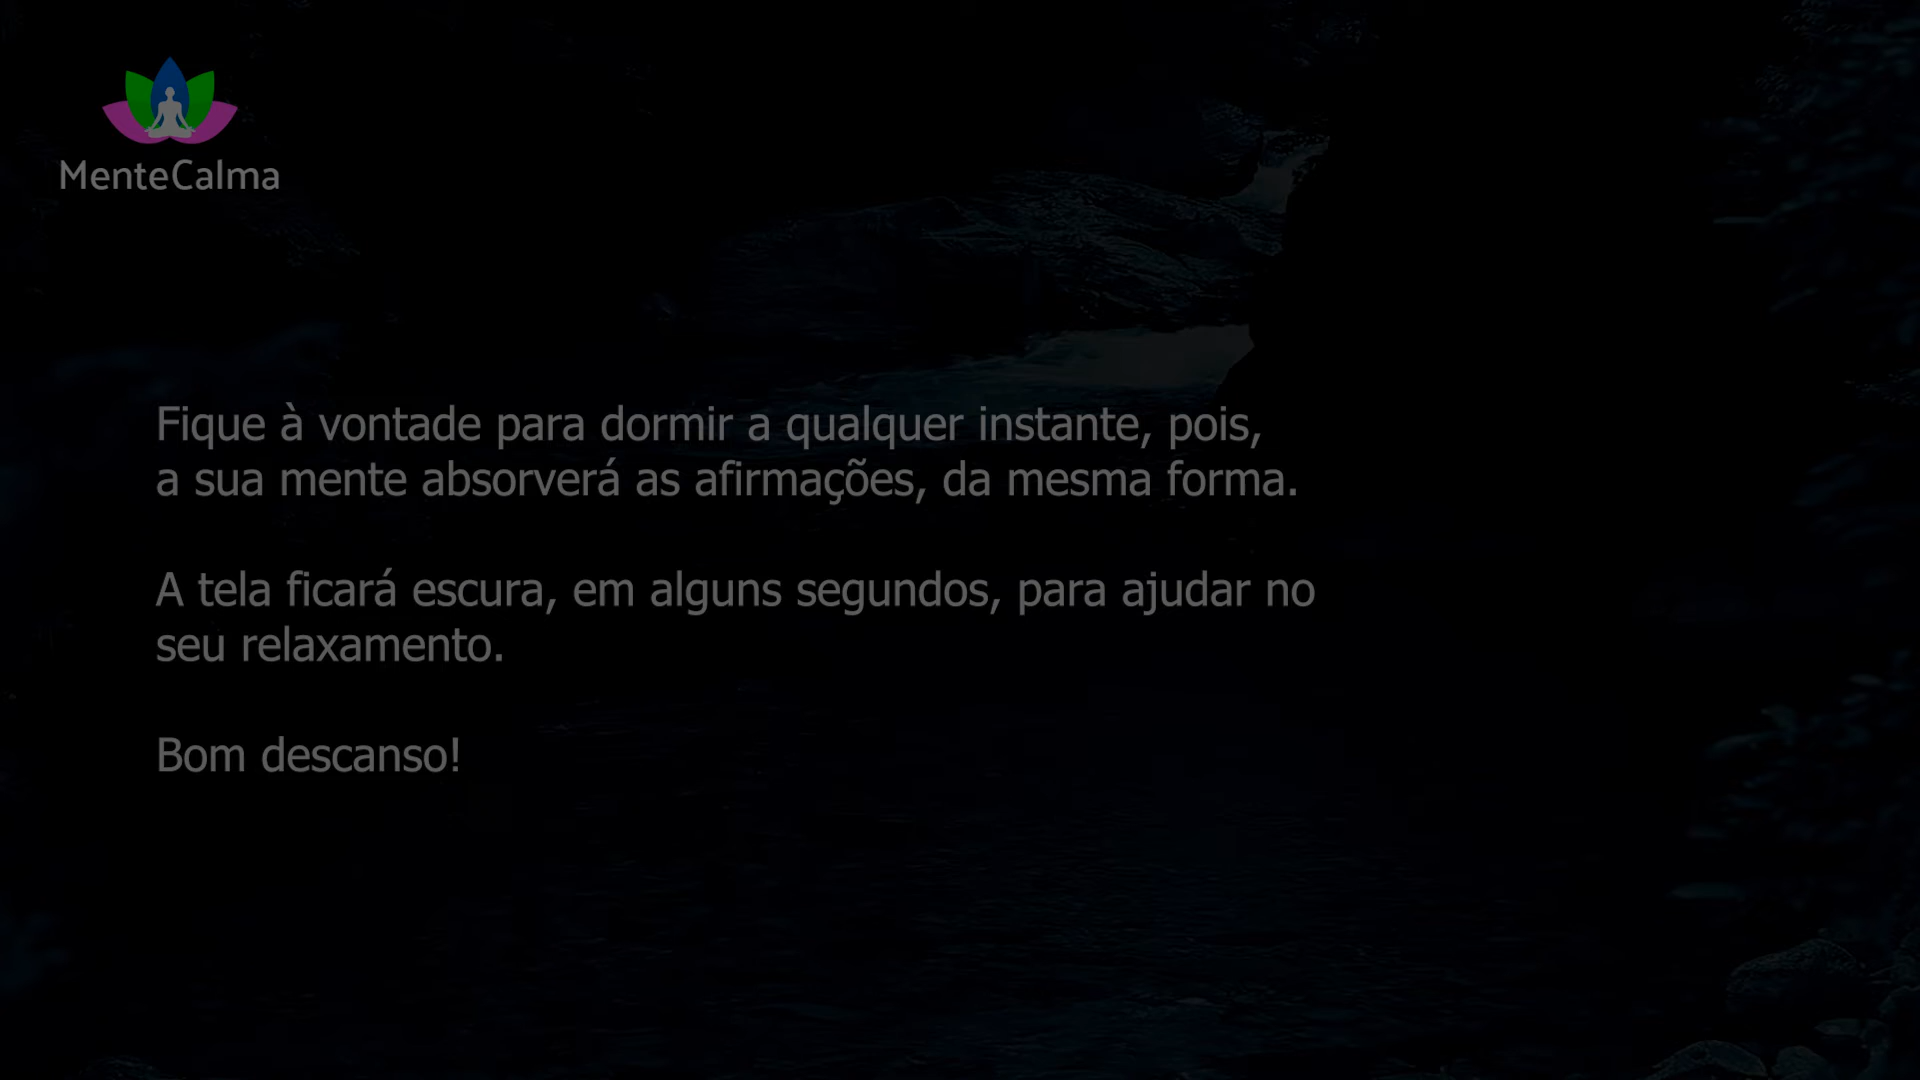 MenteCalma
Fique à vontade para dormir a qualquer instante, pois,
a sua mente absorverá as afirmações, da mesma forma.
A tela ficará escura, em alguns segundos, para ajudar no
seu relaxamento.
Bom descanso!